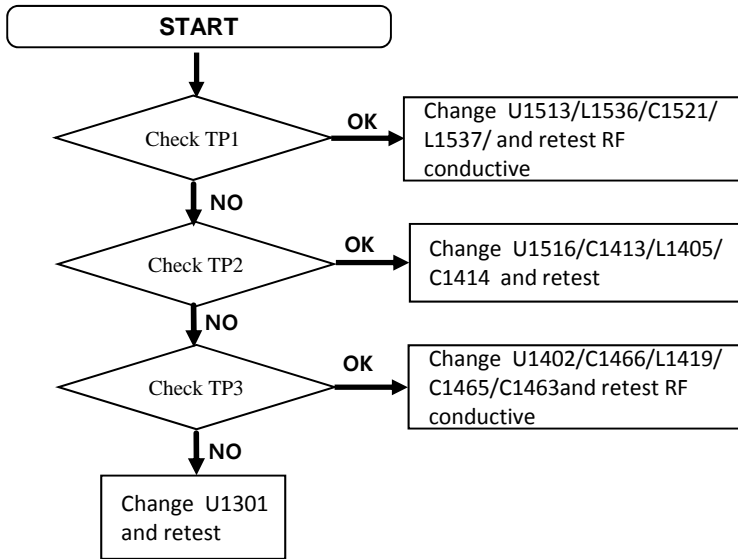 START
Check TP1
OK
Change U1513/L1536/C1521/
L1537/ and retest RF
conductive
NO
Check TP2
OK
Change U1516/C1413/L1405/
C1414 and retest
NO
Check TP3
OK
Change U1402/C1466/L1419/
C1465/C1463and retest RF
conductive
NO
Change U1301
and retest